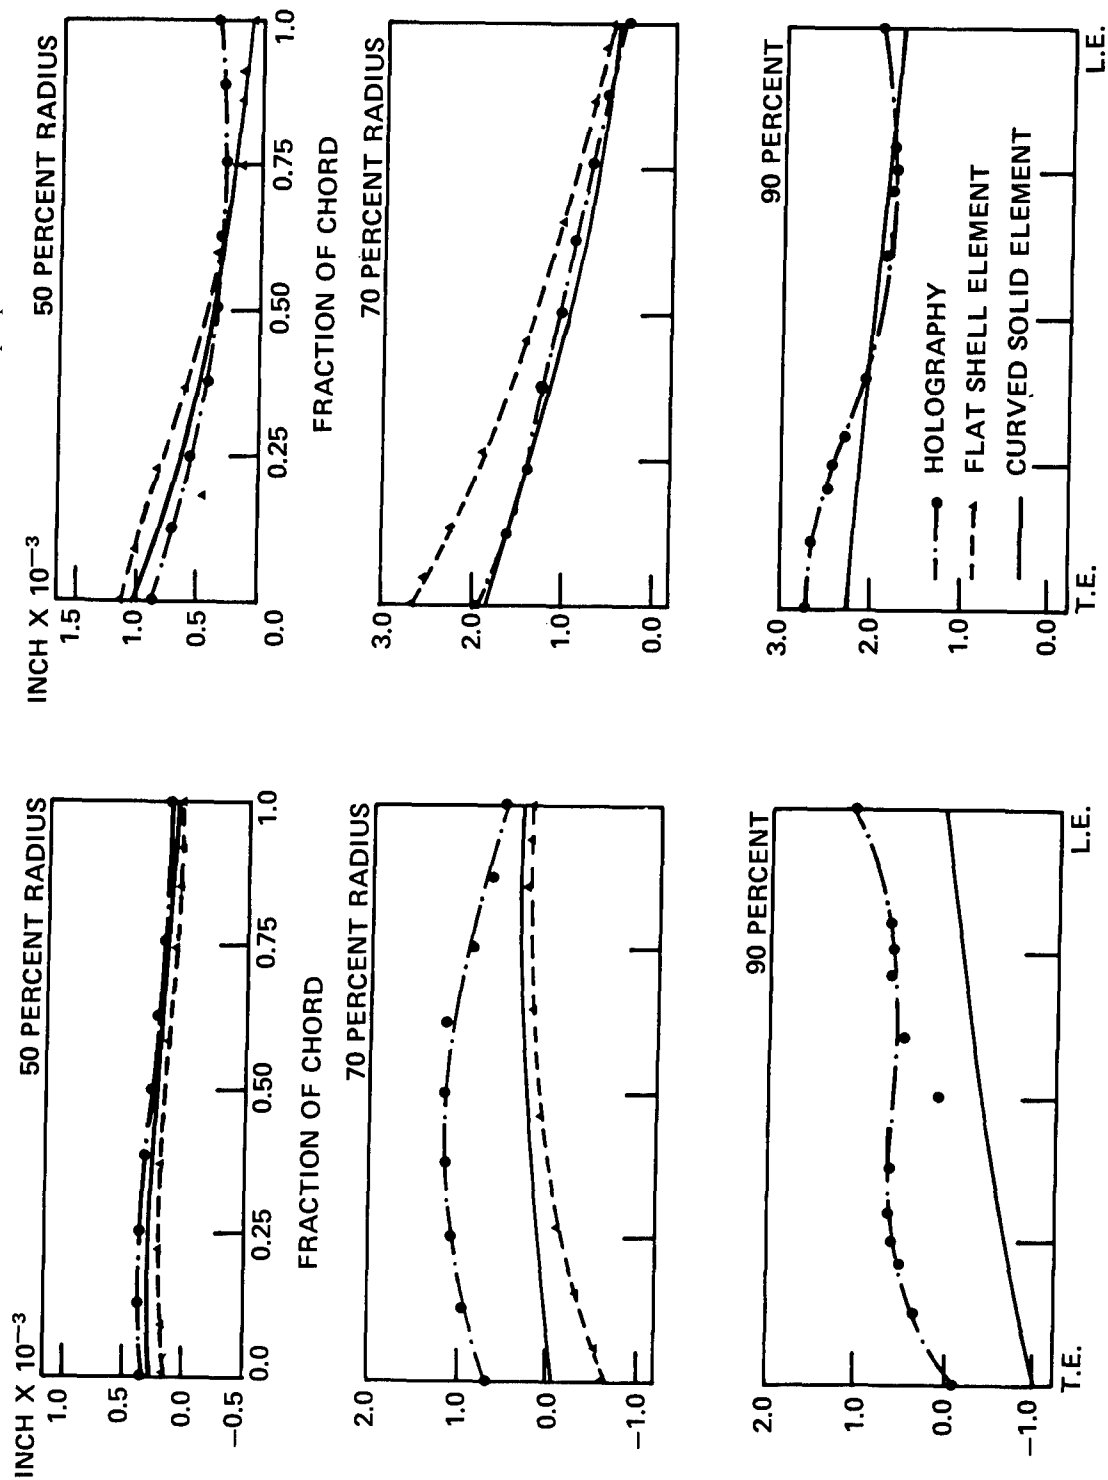 INCH X 10⁻³
50 PERCENT RADIUS
1.0
0.5
0.0
−0.5
0.0
0.25
0.50
0.75
1.0
FRACTION OF CHORD
70 PERCENT RADIUS
2.0
1.0
0.0
−1.0
90 PERCENT
2.0
1.0
0.0
−1.0
T.E.
L.E.
INCH X 10⁻³
50 PERCENT RADIUS
1.5
1.0
0.5
0.0
0.25
0.50
0.75
1.0
FRACTION OF CHORD
70 PERCENT RADIUS
3.0
2.0
1.0
0.0
90 PERCENT
3.0
2.0
1.0
0.0
HOLOGRAPHY
FLAT SHELL ELEMENT
CURVED SOLID ELEMENT
T.E.
L.E.